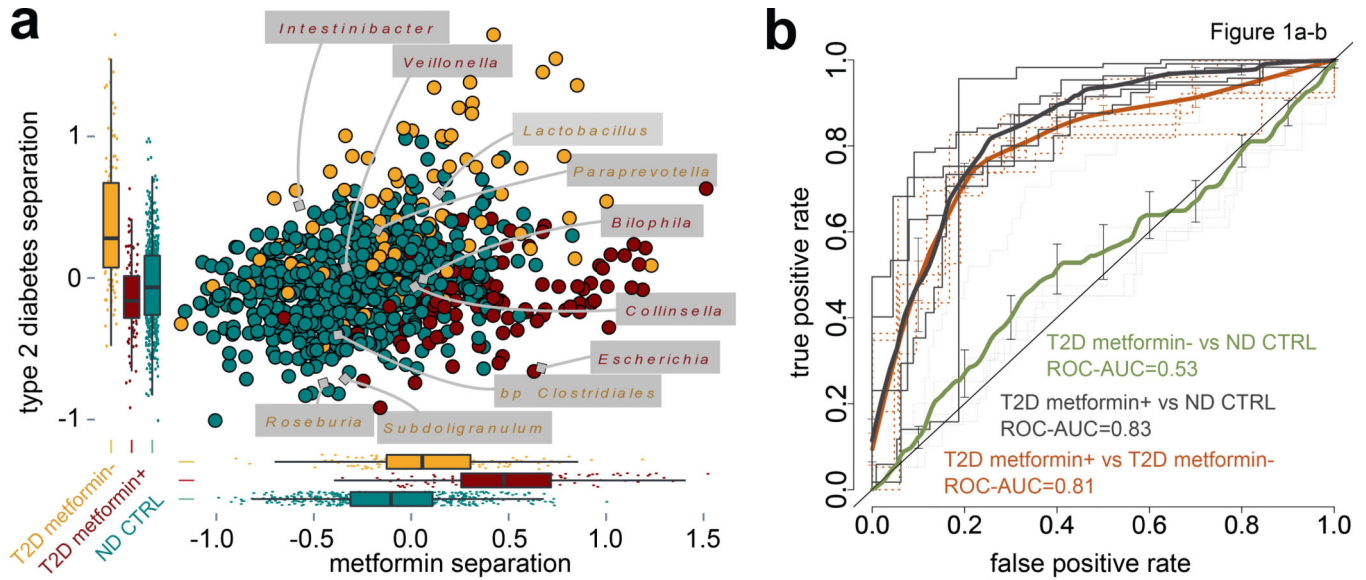 a
Intestinibacter
Veillonella
Lactobacillus
Paraprevotella
Bilophila
Collinsella
Escherichia
bp Clostridiales
Roseburia
Subdoligranulum
type 2 diabetes separation
1
0
-1
T2D metformin-
T2D metformin+
ND CTRL
-1.0
-0.5
0.0
0.5
1.0
1.5
metformin separation
b
Figure 1a-b
true positive rate
1.0
0.8
0.6
0.4
0.2
0.0
T2D metformin- vs ND CTRL
ROC-AUC=0.53
T2D metformin+ vs ND CTRL
ROC-AUC=0.83
T2D metformin+ vs T2D metformin-
ROC-AUC=0.81
0.0
0.2
0.4
0.6
0.8
1.0
false positive rate